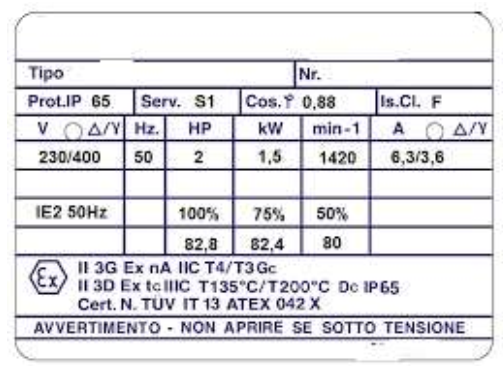 Tipo Nr.
Prot.IP 65 Serv. S1 Cos.φ 0,88 Is.Cl. F
V △/Y Hz. HP kW min-1 A △/Y
230/400 50 2 1,5 1420 6,3/3,6
IE2 50Hz 100% 75% 50%
82,8 82,4 80
Ex II 3G Ex nA IIC T4/T3Gc
II 3D Ex tc IIIC T135°C/T200°C Dc IP65
Cert. N. TUV IT 13 ATEX 042 X
AVVERTIMENTO - NON APRIRE SE SOTTO TENSIONE